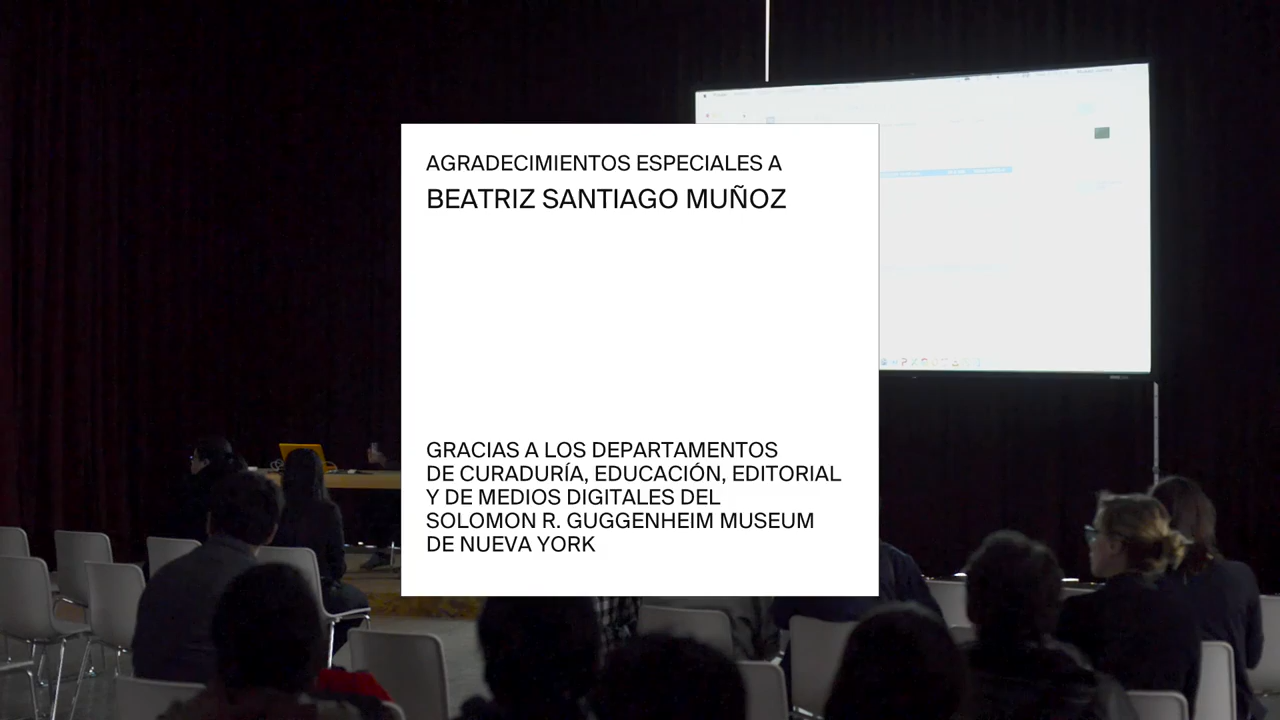 AGRADECIMIENTOS ESPECIALES A
BEATRIZ SANTIAGO MUÑOZ
GRACIAS A LOS DEPARTAMENTOS
DE CURADURÍA, EDUCACIÓN, EDITORIAL
Y DE MEDIOS DIGITALES DEL
SOLOMON R. GUGGENHEIM MUSEUM
DE NUEVA YORK